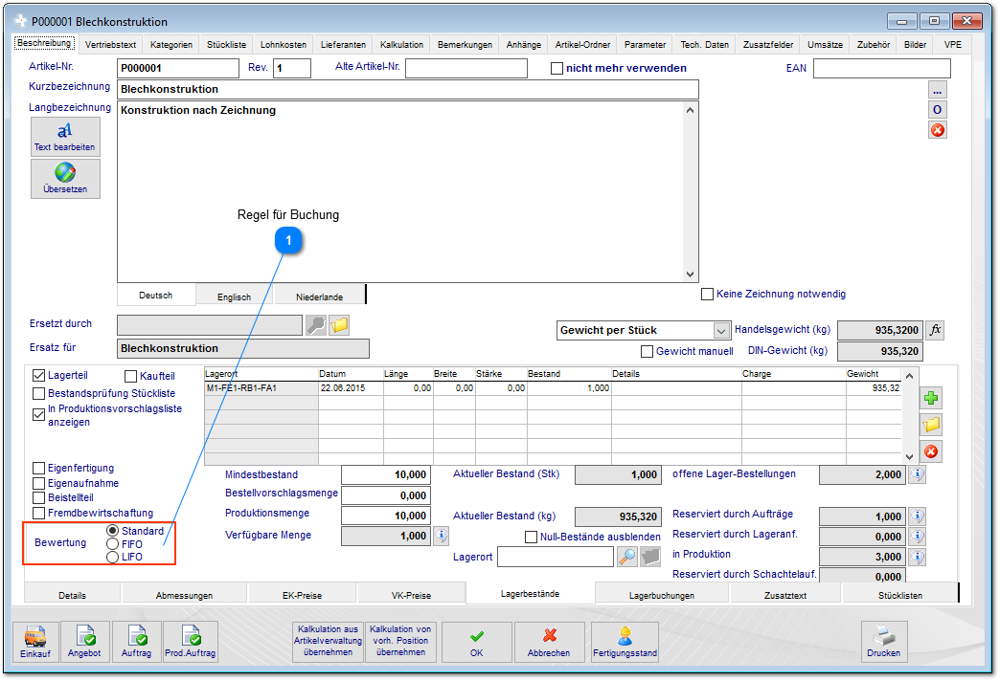 P000001 Blechkonstruktion
Beschreibung Vertriebstext Kategorien Stückliste Lohnkosten Lieferanten Kalkulation Bemerkungen Anhänge Artikel-Ordner Parameter Tech. Daten Zusatzfelder Umsätze Zubehör Bilder VPE
Artikel-Nr. P000001 Rev. 1 Alte Artikel-Nr. nicht mehr verwenden EAN
Kurzbezeichnung Blechkonstruktion ...
Langbezeichnung Konstruktion nach Zeichnung O
Text bearbeiten
Übersetzen
Regel für Buchung
1
Deutsch Englisch Niederlande Keine Zeichnung notwendig
Ersetzt durch Gewicht per Stück Handelsgewicht (kg) 935,3200 fx
Ersatz für Blechkonstruktion Gewicht manuell DIN-Gewicht (kg) 935,320
Lagerteil Kaufteil Lagerort Datum Länge Breite Stärke Bestand Details Charge Gewicht
M1-FE1-RB1-FA1 22.06.2015 0,00 0,00 0,00 1,000 935,32
Bestandsprüfung Stückliste
In Produktionsvorschlagsliste
anzeigen
Eigenfertigung Mindestbestand 10,000 Aktueller Bestand (Stk) 1,000 offene Lager-Bestellungen 2,000
Eigenaufnahme Bestellvorschlagsmenge 0,000
Beistellteil
Fremdbewirtschaftung Produktionsmenge 10,000 Aktueller Bestand (kg) 935,320 Reserviert durch Aufträge 1,000
Standard
Bewertung FIFO Verfügbare Menge 1,000 Null-Bestände ausblenden Reserviert durch Lageranf. 0,000
LIFO Lagerort in Produktion 3,000
Reserviert durch Schachtelauf. 0,000
Details Abmessungen EK-Preise VK-Preise Lagerbestände Lagerbuchungen Zusatztext Stücklisten
Einkauf Angebot Auftrag Prod.Auftrag
Kalkulation aus
Artikelverwaltung
übernehmen
Kalkulation von
vorh. Position
übernehmen
OK Abbrechen Fertigungsstand Drucken